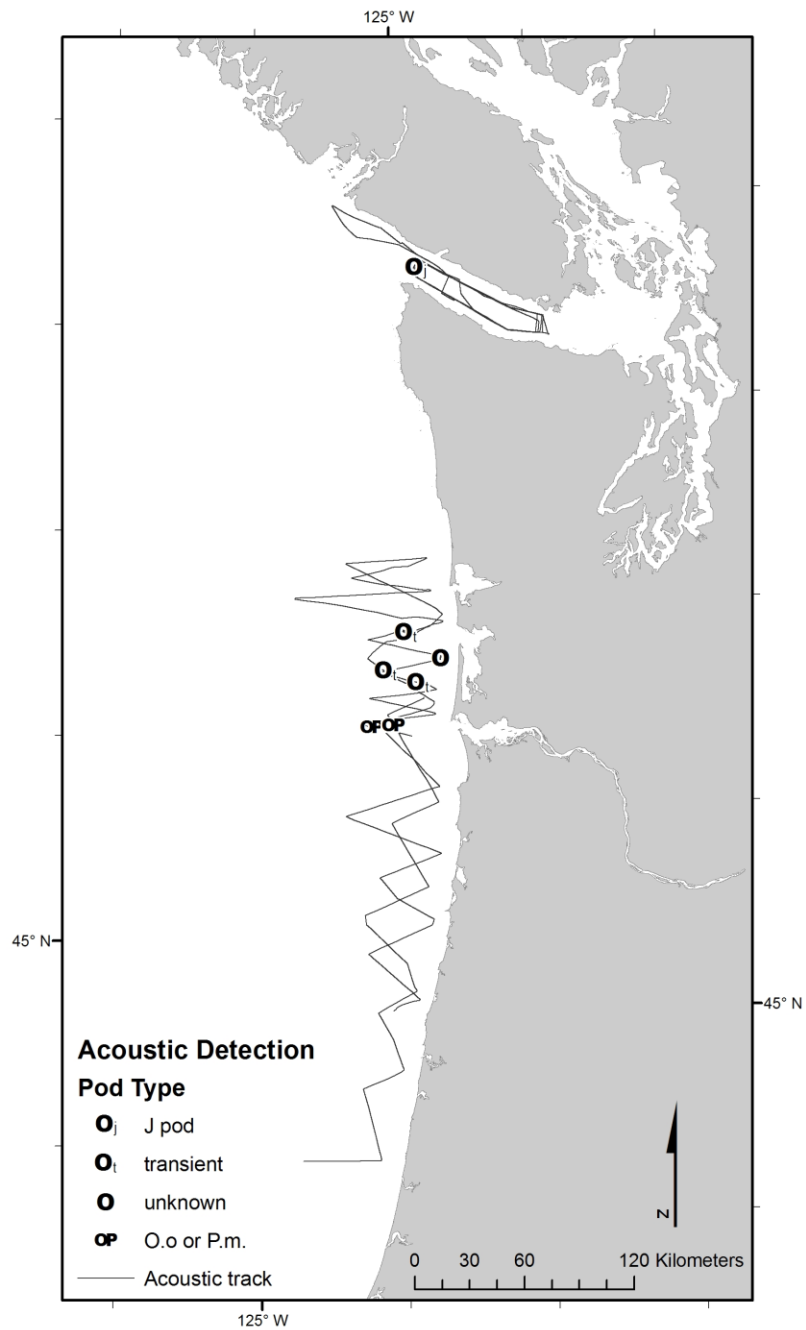 125° W
Oj
Ot
O
Ot
Ot
OP OP
45° N
45° N
Acoustic Detection
Pod Type
Oj J pod
Ot transient
O unknown
OP O.o or P.m.
Acoustic track
N
0 30 60 120 Kilometers
125° W